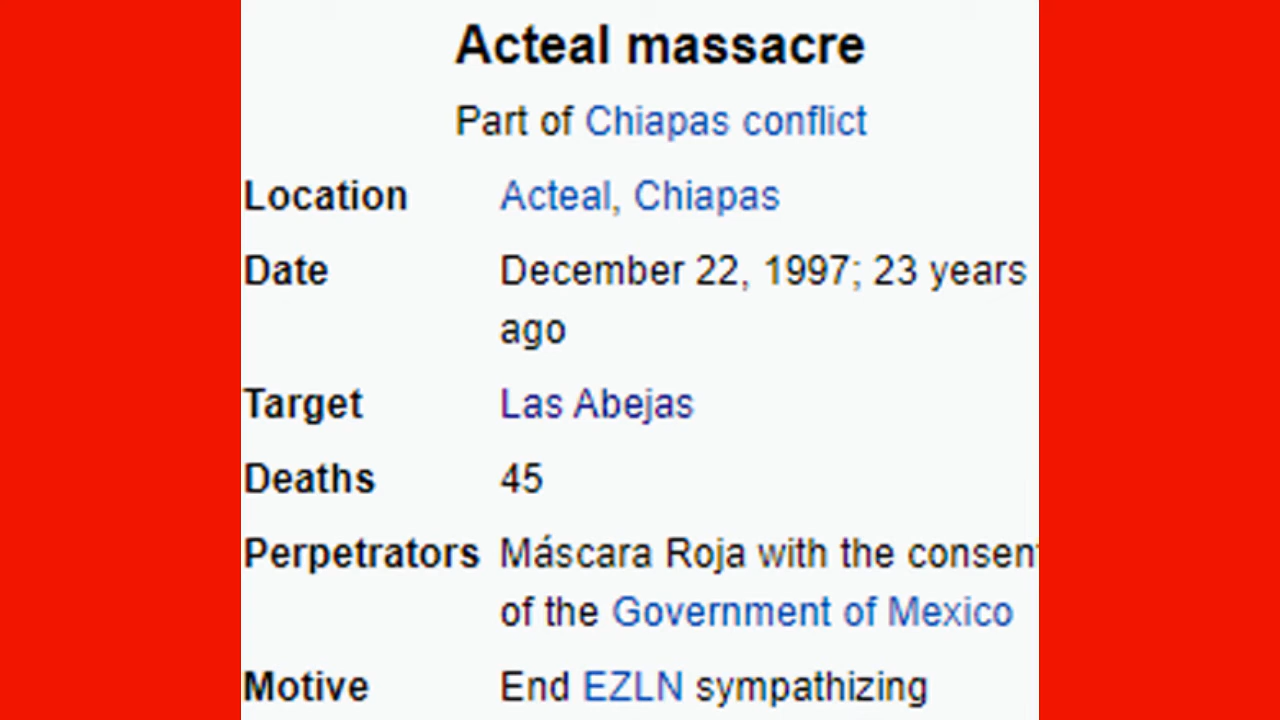 Acteal massacre
Part of Chiapas conflict
Location Acteal, Chiapas
Date December 22, 1997; 23 years
ago
Target Las Abejas
Deaths 45
Perpetrators Máscara Roja with the consent
of the Government of Mexico
Motive End EZLN sympathizing